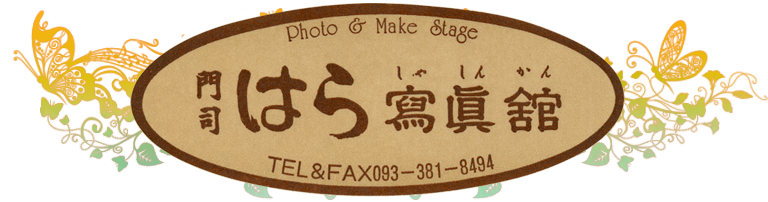 Photo & Make Stage
門司 はら寫眞舘
しゃ しん かん
TEL&FAX093-381-8494